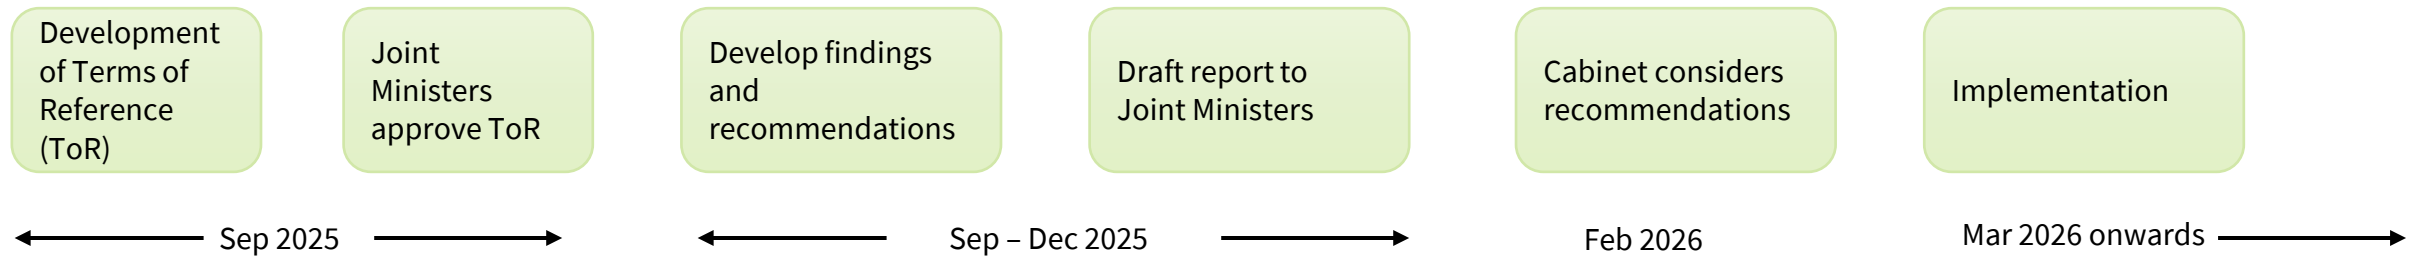 Development
of Terms of
Reference
(ToR)
Joint
Ministers
approve ToR
Develop findings
and
recommendations
Draft report to
Joint Ministers
Cabinet considers
recommendations
Implementation
Sep 2025
Sep – Dec 2025
Feb 2026
Mar 2026 onwards